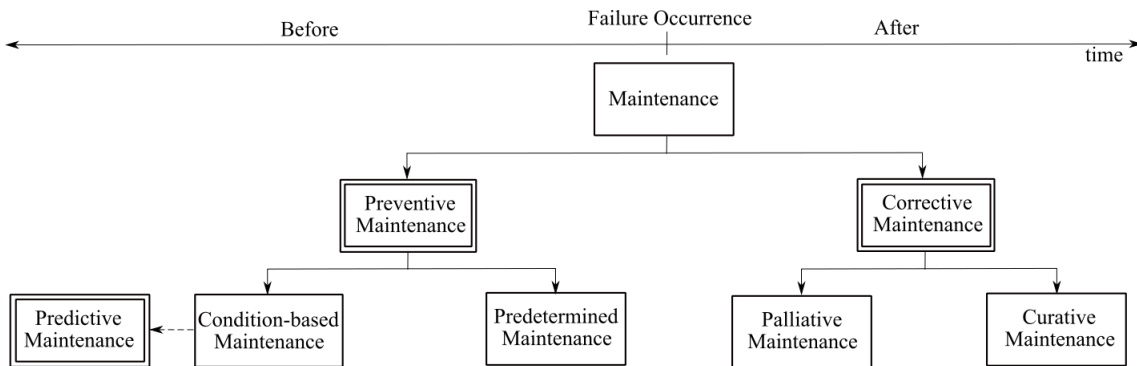 Failure Occurrence
Before
After
time
Maintenance
Preventive
Maintenance
Corrective
Maintenance
Predictive
Maintenance
Condition-based
Maintenance
Predetermined
Maintenance
Palliative
Maintenance
Curative
Maintenance